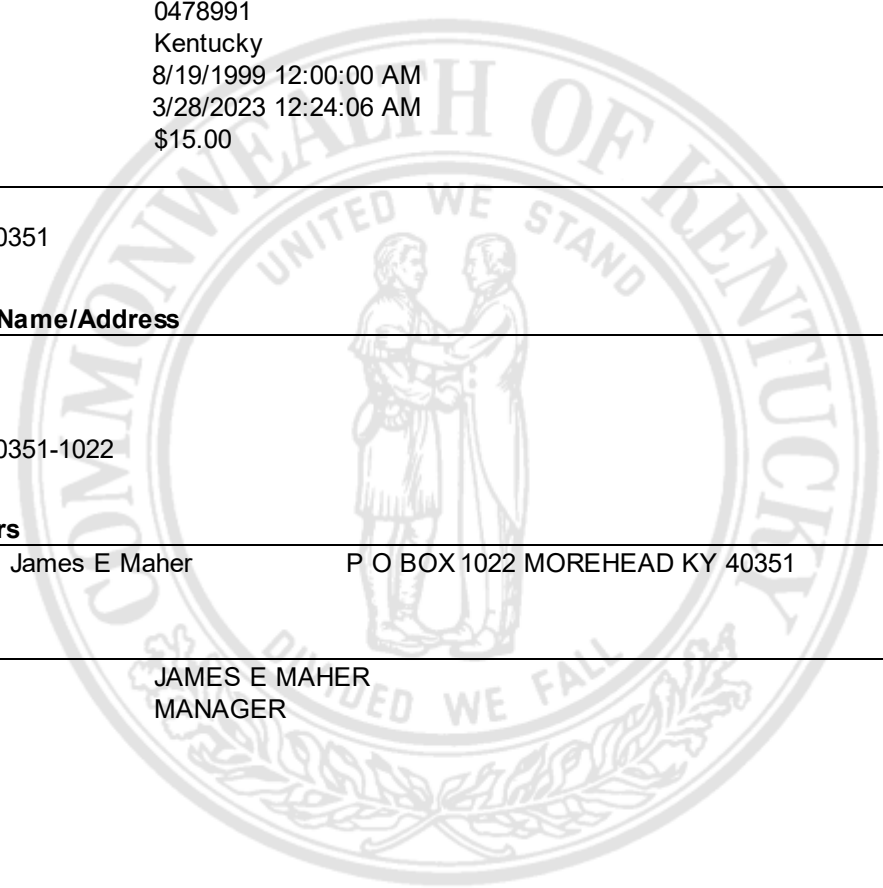 0478991
Kentucky
8/19/1999 12:00:00 AM
3/28/2023 12:24:06 AM
$15.00
COMMONWEALTH OF KENTUCKY
UNITED WE STAND
0351
Name/Address
0351-1022
rs
James E Maher P O BOX 1022 MOREHEAD KY 40351
DIVIDED WE FALL
JAMES E MAHER
MANAGER